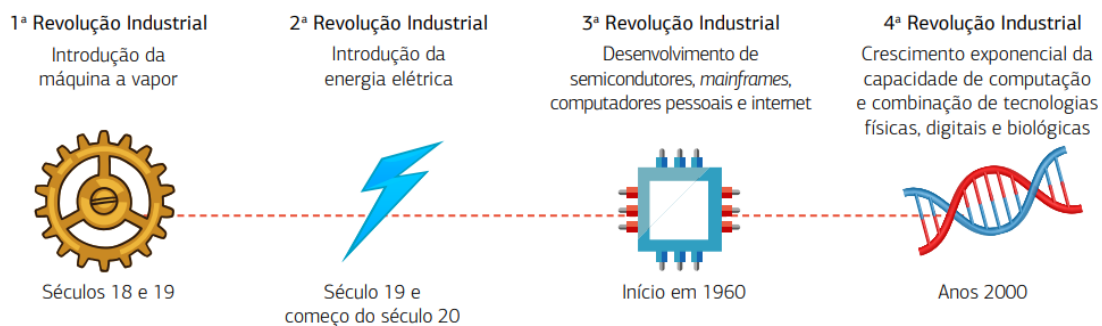 1ª Revolução Industrial
Introdução da
máquina a vapor
Séculos 18 e 19
2ª Revolução Industrial
Introdução da
energia elétrica
Século 19 e
começo do século 20
3ª Revolução Industrial
Desenvolvimento de
semicondutores, mainframes,
computadores pessoais e internet
Início em 1960
4ª Revolução Industrial
Crescimento exponencial da
capacidade de computação
e combinação de tecnologias
físicas, digitais e biológicas
Anos 2000